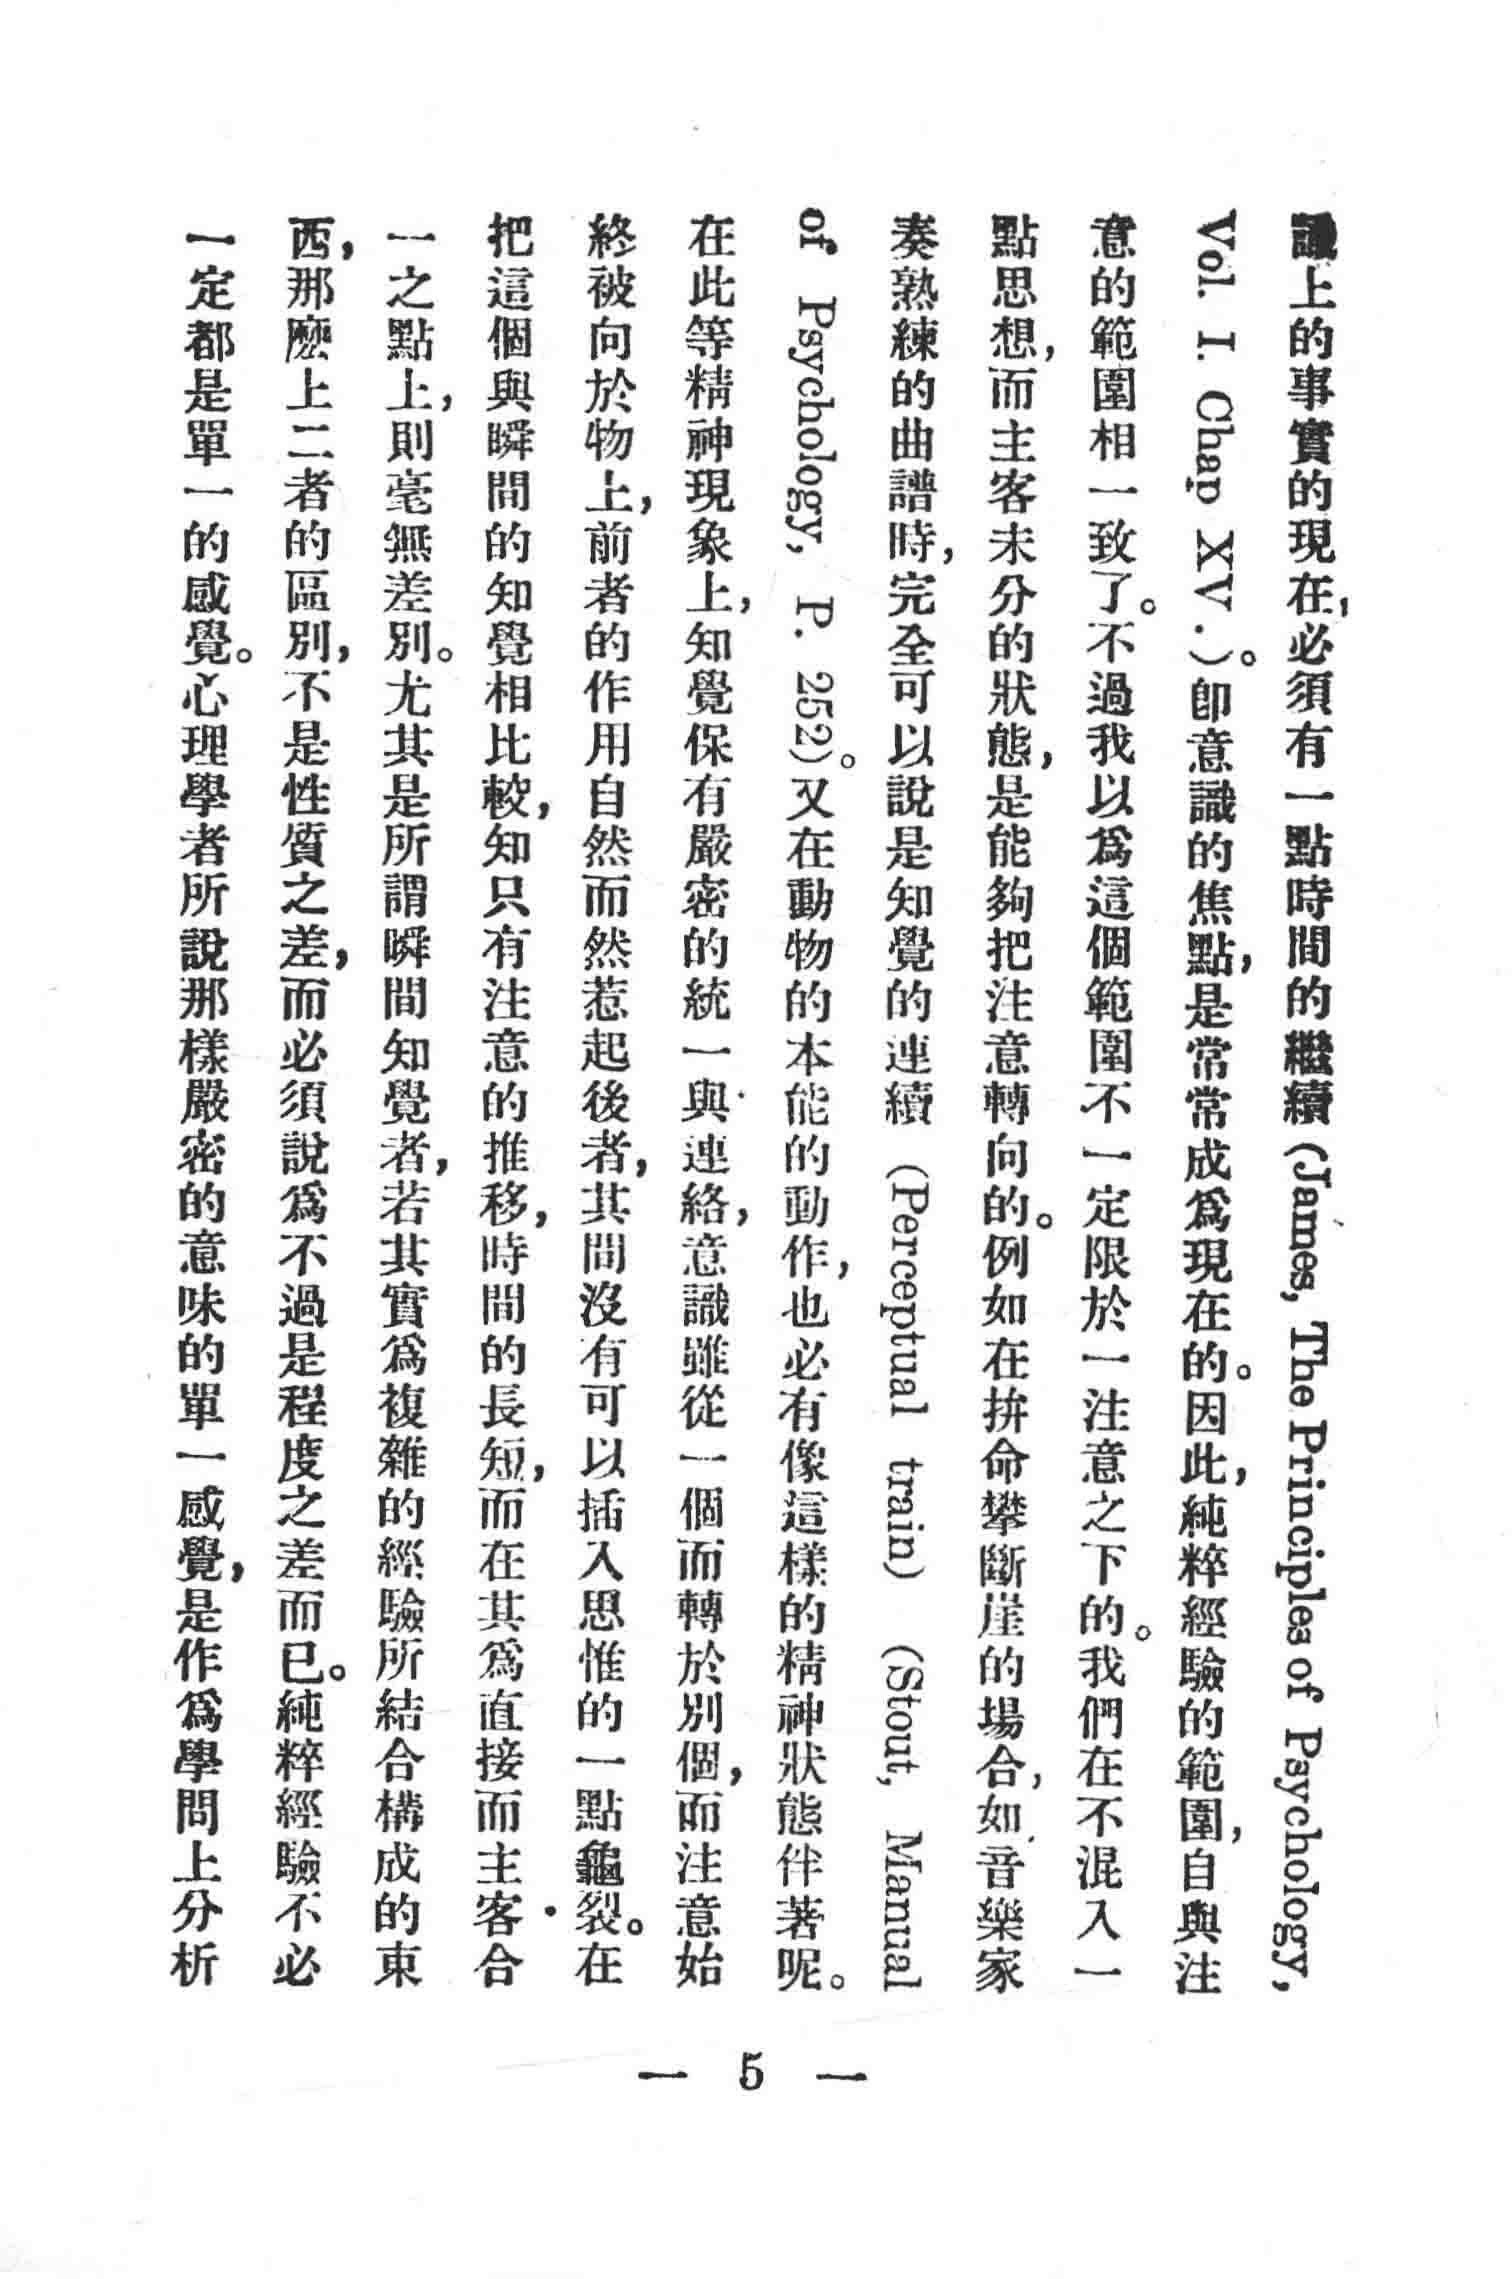 識上的事實的現在，必須有一點時間的繼續(James, The Principles of Psychology,
Vol. I. Chap XV.)。卽意識的焦點，是常常成爲現在的。因此，純粹經驗的範圍，自與注
意的範圍相一致了。不過我以爲這個範圍不一定限於一注意之下的。我們在不混入一
點思想，而主客未分的狀態，是能夠把注意轉向的。例如在拚命攀斷崖的場合，如音樂家
奏熟練的曲譜時，完全可以說是知覺的連續 (Perceptual train) (Stout, Manual
of Psychology, P. 252)。又在動物的本能的動作，也必有像這樣的精神狀態伴著呢。
在此等精神現象上，知覺保有嚴密的統一與連絡，意識雖從一個而轉於別個，而注意始
終被向於物上，前者的作用自然而然惹起後者，其間沒有可以插入思惟的一點龜裂。在
把這個與瞬間的知覺相比較，知只有注意的推移，時間的長短，而在其爲直接而主客合
一之點上，則毫無差別。尤其是所謂瞬間知覺者，若其實爲複雜的經驗所結合構成的東
西，那麼上二者的區別，不是性質之差，而必須說爲不過是程度之差而已。純粹經驗不必
一定都是單一的感覺。心理學者所說那樣嚴密的意味的單一感覺，是作爲學問上分析
— 5 —